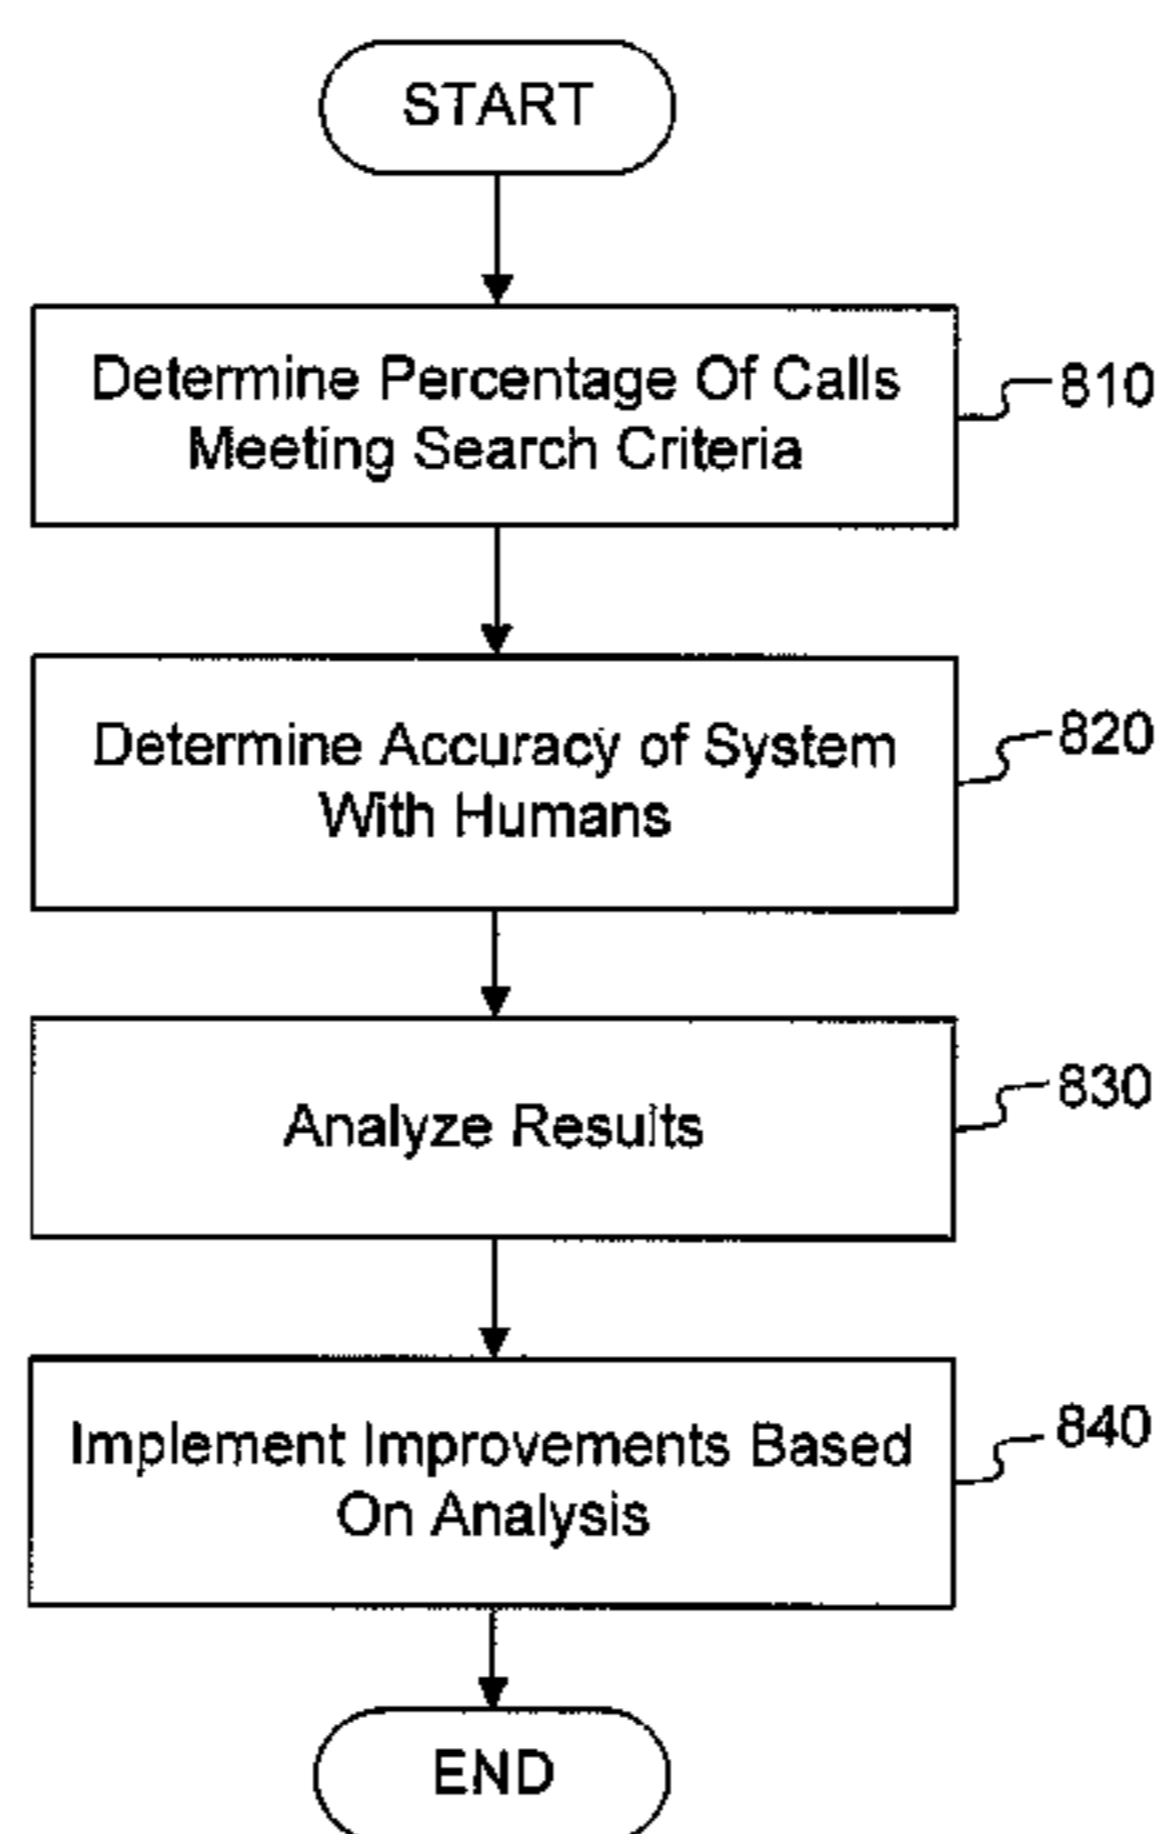 START
Determine Percentage Of Calls
Meeting Search Criteria
810
Determine Accuracy of System
With Humans
820
Analyze Results
830
Implement Improvements Based
On Analysis
840
END